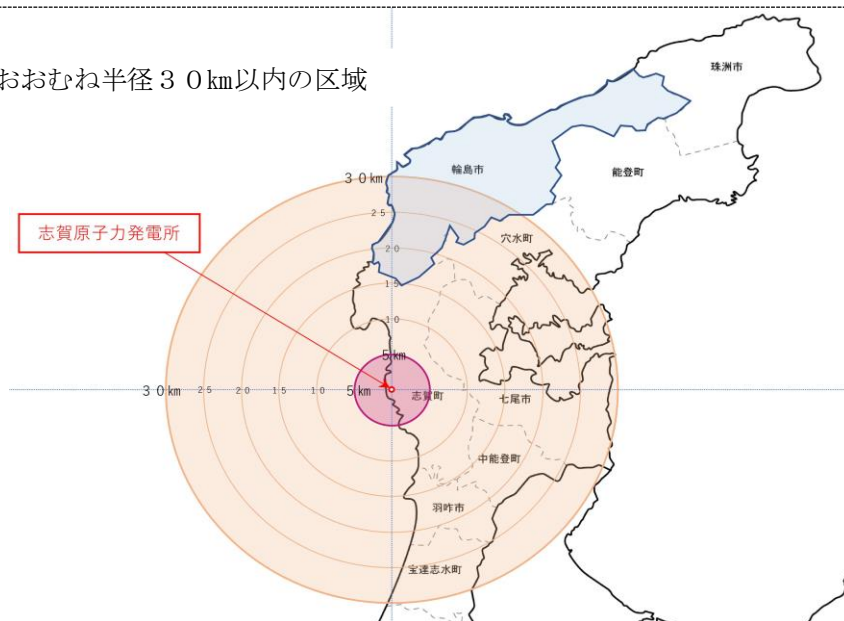 おおむね半径３０㎞以内の区域
珠洲市
輪島市
能登町
３０㎞
２５
志賀原子力発電所
穴水町
２０
１５
１０
５㎞
３０㎞
２５
２０
１５
１０
５㎞
志賀町
七尾市
中能登町
羽咋市
宝達志水町